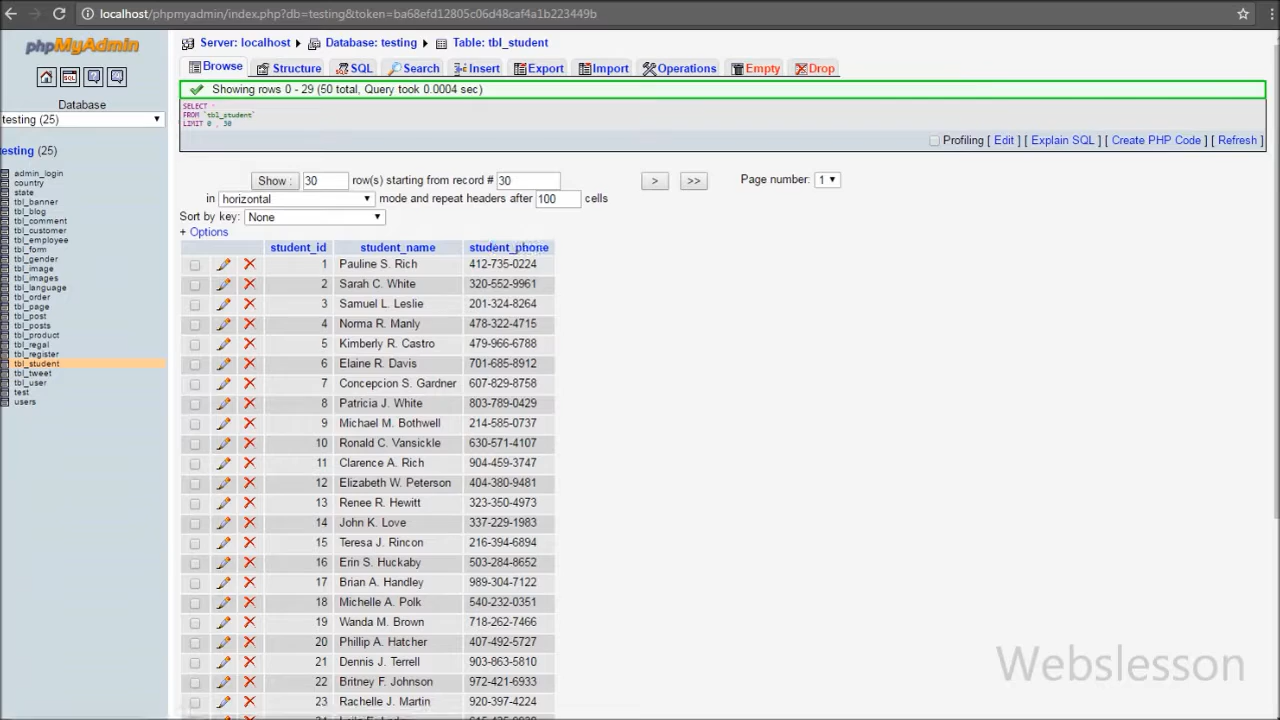 localhost/phpmyadmin/index.php?db=testing&token=ba68efd12805c06d48caf4a1b223449b
phpMyAdmin
Server: localhost Database: testing Table: tbl_student
Browse Structure SQL Search Insert Export Import Operations Empty Drop
Showing rows 0 - 29 (50 total, Query took 0.0004 sec)
SELECT *
FROM `tbl_student`
LIMIT 0 , 30
Profiling [ Edit ] [ Explain SQL ] [ Create PHP Code ] [ Refresh ]
Database
testing (25)
testing (25)
admin_login
country
state
tbl_banner
tbl_blog
tbl_comment
tbl_customer
tbl_employee
tbl_form
tbl_gender
tbl_image
tbl_images
tbl_language
tbl_order
tbl_page
tbl_post
tbl_posts
tbl_product
tbl_regal
tbl_register
tbl_student
tbl_tweet
tbl_user
test
users
Show : 30 row(s) starting from record # 30 > >> Page number: 1
in horizontal mode and repeat headers after 100 cells
Sort by key: None
+ Options
student_id student_name student_phone
1 Pauline S. Rich 412-735-0224
2 Sarah C. White 320-552-9961
3 Samuel L. Leslie 201-324-8264
4 Norma R. Manly 478-322-4715
5 Kimberly R. Castro 479-966-6788
6 Elaine R. Davis 701-685-8912
7 Concepcion S. Gardner 607-829-8758
8 Patricia J. White 803-789-0429
9 Michael M. Bothwell 214-585-0737
10 Ronald C. Vansickle 630-571-4107
11 Clarence A. Rich 904-459-3747
12 Elizabeth W. Peterson 404-380-9481
13 Renee R. Hewitt 323-350-4973
14 John K. Love 337-229-1983
15 Teresa J. Rincon 216-394-6894
16 Erin S. Huckaby 503-284-8652
17 Brian A. Handley 989-304-7122
18 Michelle A. Polk 540-232-0351
19 Wanda M. Brown 718-262-7466
20 Phillip A. Hatcher 407-492-5727
21 Dennis J. Terrell 903-863-5810
22 Britney F. Johnson 972-421-6933
23 Rachelle J. Martin 920-397-4224
Webslesson